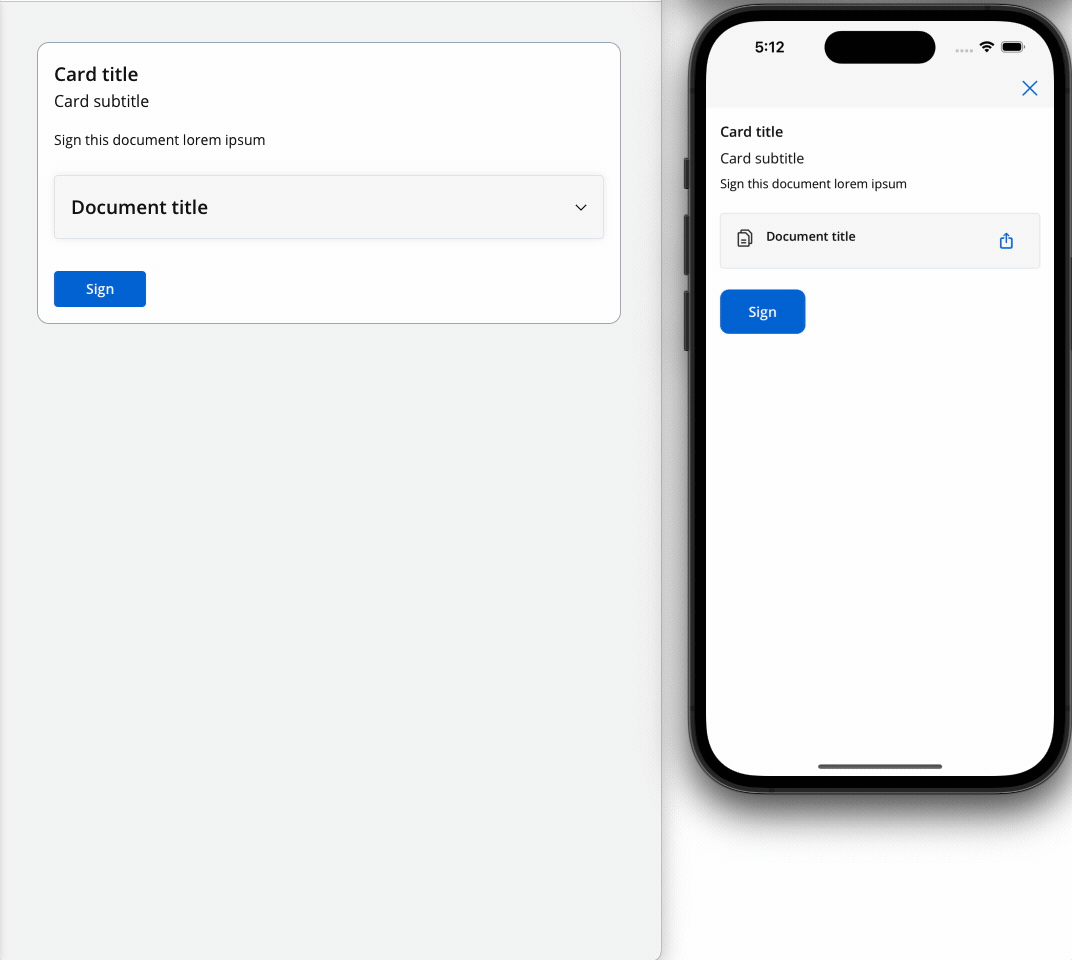 Card title
Card subtitle
Sign this document lorem ipsum
Document title
Sign
5:12
Card title
Card subtitle
Sign this document lorem ipsum
Document title
Sign